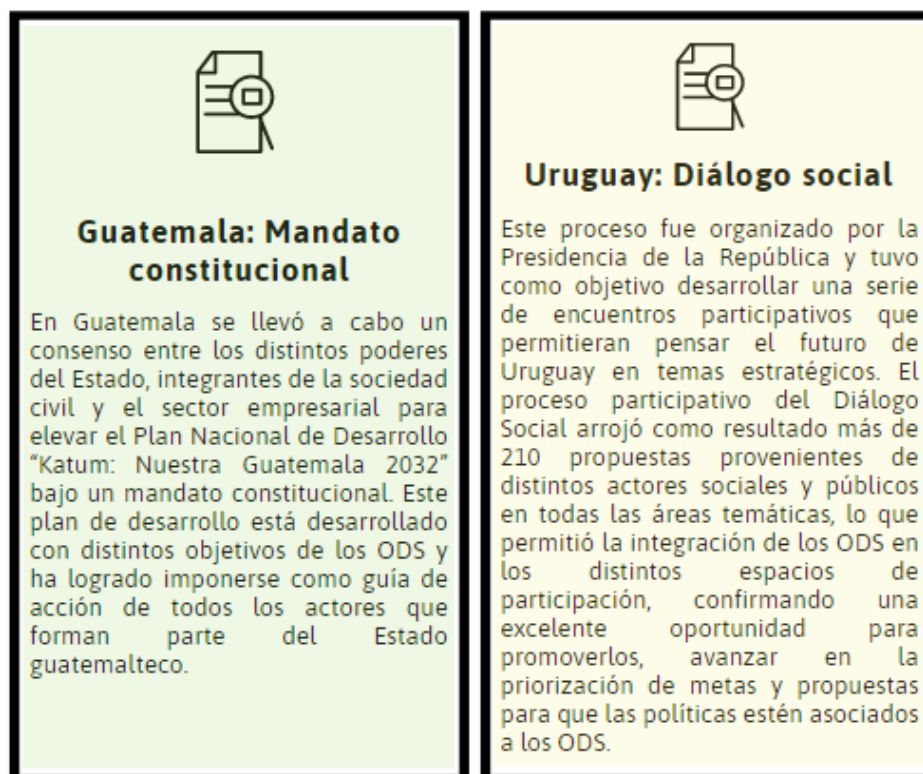 Guatemala: Mandato
constitucional
En Guatemala se llevó a cabo un
consenso entre los distintos poderes
del Estado, integrantes de la sociedad
civil y el sector empresarial para
elevar el Plan Nacional de Desarrollo
“Katum: Nuestra Guatemala 2032”
bajo un mandato constitucional. Este
plan de desarrollo está desarrollado
con distintos objetivos de los ODS y
ha logrado imponerse como guía de
acción de todos los actores que
forman parte del Estado
guatemalteco.
Uruguay: Diálogo social
Este proceso fue organizado por la
Presidencia de la República y tuvo
como objetivo desarrollar una serie
de encuentros participativos que
permitieran pensar el futuro de
Uruguay en temas estratégicos. El
proceso participativo del Diálogo
Social arrojó como resultado más de
210 propuestas provenientes de
distintos actores sociales y públicos
en todas las áreas temáticas, lo que
permitió la integración de los ODS en
los distintos espacios de
participación, confirmando una
excelente oportunidad para
promoverlos, avanzar en la
priorización de metas y propuestas
para que las políticas estén asociados
a los ODS.